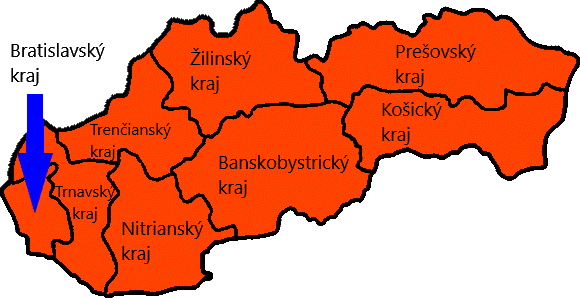 Bratislavský
kraj
Žilinský
kraj
Prešovský
kraj
Trenčianský
kraj
Košický
kraj
Banskobystrický
kraj
Trnavský
kraj
Nitrianský
kraj